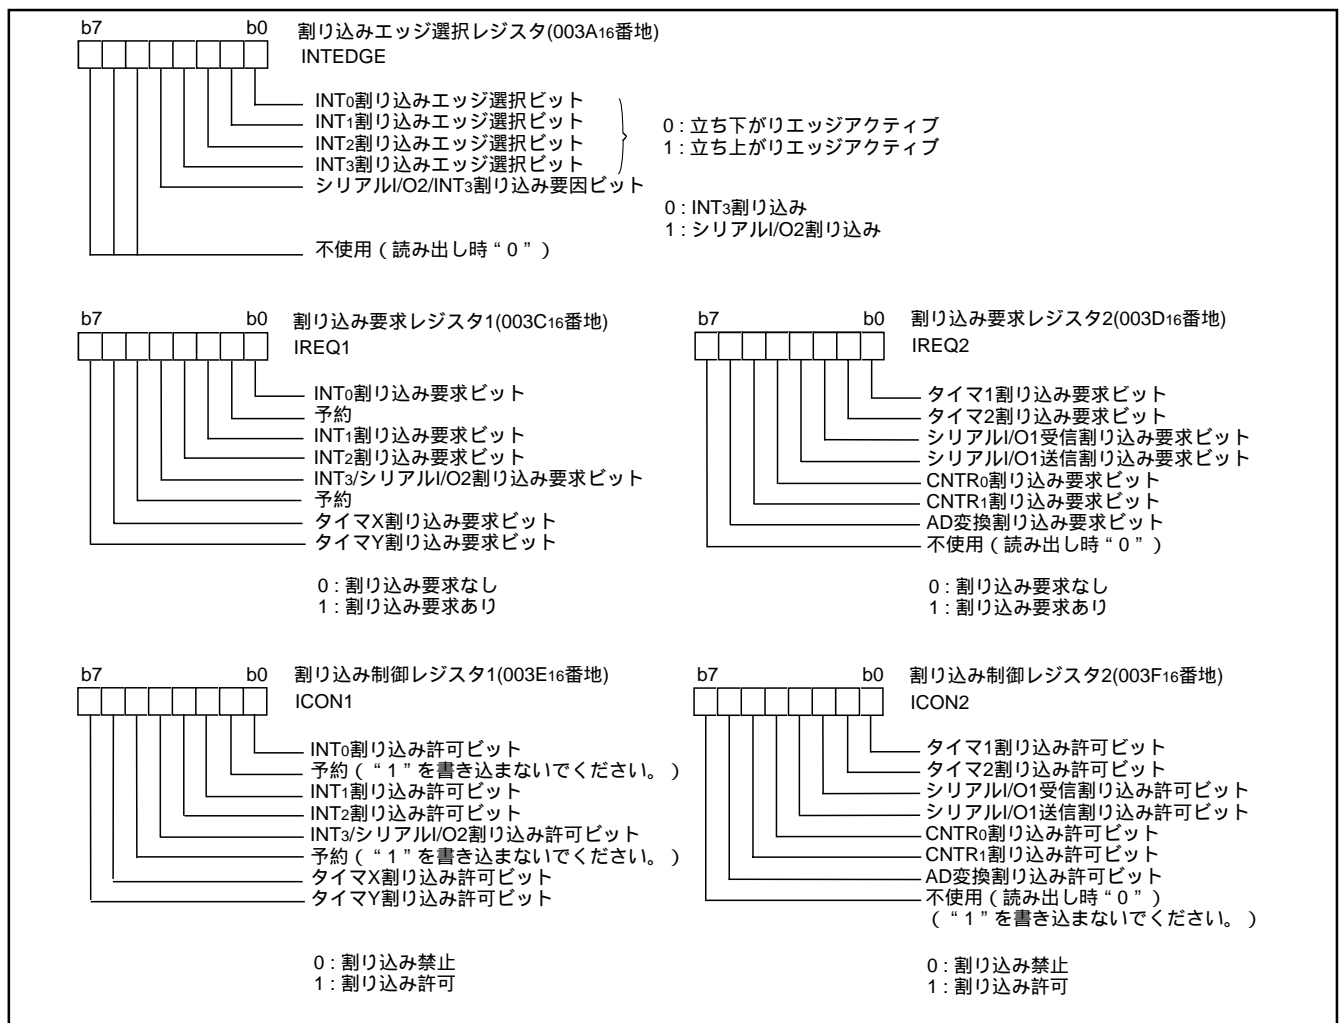 b7 b0 割り込みエッジ選択レジスタ(003A16番地)
INTEDGE
INT0割り込みエッジ選択ビット
INT1割り込みエッジ選択ビット
INT2割り込みエッジ選択ビット
INT3割り込みエッジ選択ビット
0 : 立ち下がりエッジアクティブ
1 : 立ち上がりエッジアクティブ
シリアルI/O2/INT3割り込み要因ビット
0 : INT3割り込み
1 : シリアルI/O2割り込み
不使用(読み出し時“0”)
b7 b0 割り込み要求レジスタ1(003C16番地)
IREQ1
INT0割り込み要求ビット
予約
INT1割り込み要求ビット
INT2割り込み要求ビット
INT3/シリアルI/O2割り込み要求ビット
予約
タイマX割り込み要求ビット
タイマY割り込み要求ビット
0 : 割り込み要求なし
1 : 割り込み要求あり
b7 b0 割り込み要求レジスタ2(003D16番地)
IREQ2
タイマ1割り込み要求ビット
タイマ2割り込み要求ビット
シリアルI/O1受信割り込み要求ビット
シリアルI/O1送信割り込み要求ビット
CNTR0割り込み要求ビット
CNTR1割り込み要求ビット
AD変換割り込み要求ビット
不使用(読み出し時“0”)
0 : 割り込み要求なし
1 : 割り込み要求あり
b7 b0 割り込み制御レジスタ1(003E16番地)
ICON1
INT0割り込み許可ビット
予約(“1”を書き込まないでください。)
INT1割り込み許可ビット
INT2割り込み許可ビット
INT3/シリアルI/O2割り込み許可ビット
予約(“1”を書き込まないでください。)
タイマX割り込み許可ビット
タイマY割り込み許可ビット
0 : 割り込み禁止
1 : 割り込み許可
b7 b0 割り込み制御レジスタ2(003F16番地)
ICON2
タイマ1割り込み許可ビット
タイマ2割り込み許可ビット
シリアルI/O1受信割り込み許可ビット
シリアルI/O1送信割り込み許可ビット
CNTR0割り込み許可ビット
CNTR1割り込み許可ビット
AD変換割り込み許可ビット
不使用(読み出し時“0”)
(“1”を書き込まないでください。)
0 : 割り込み禁止
1 : 割り込み許可